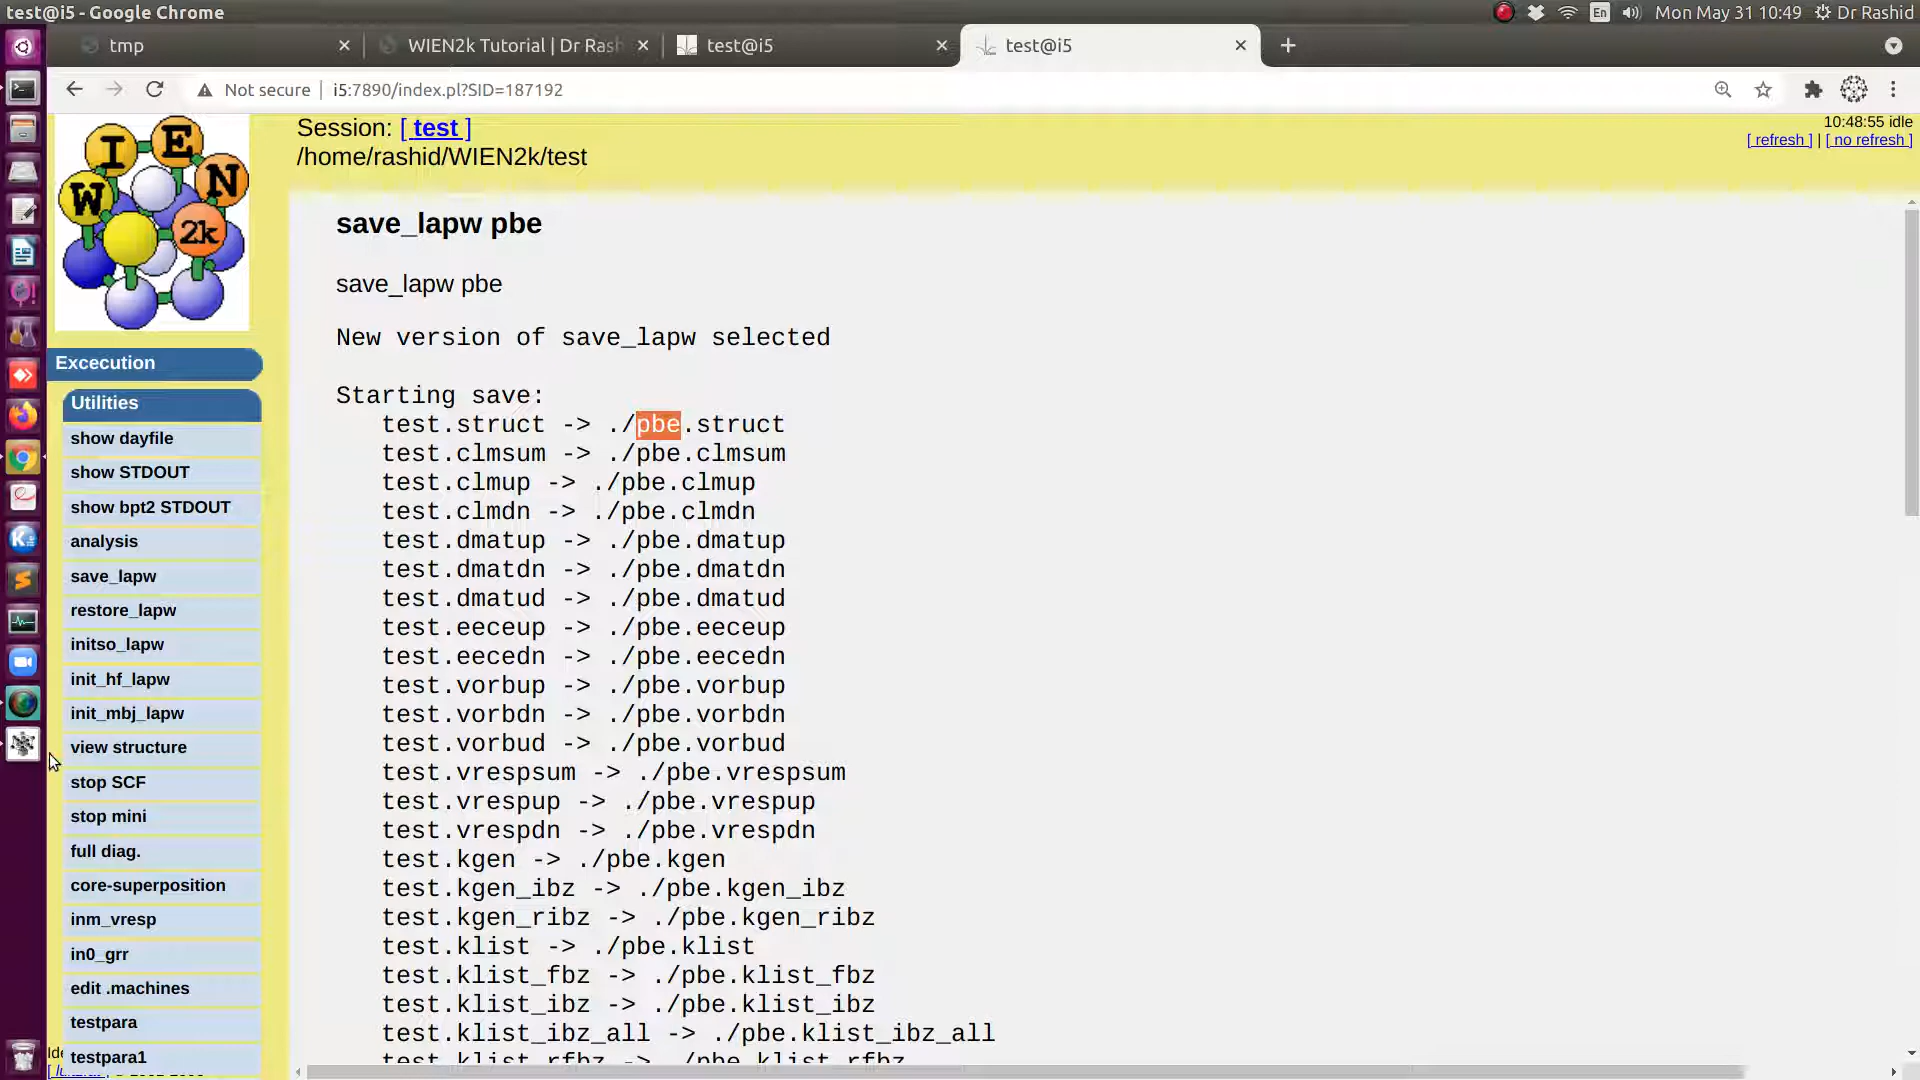 test@i5 - Google Chrome
En
Mon May 31 10:49
Dr Rashid
tmp
WIEN2k Tutorial | Dr Rash
test@i5
test@i5
Not secure
i5:7890/index.pl?SID=187192
W I E N 2k
Session: [ test ]
/home/rashid/WIEN2k/test
10:48:55 idle
[ refresh ] | [ no refresh ]
Excecution
Utilities
show dayfile
show STDOUT
show bpt2 STDOUT
analysis
save_lapw
restore_lapw
initso_lapw
init_hf_lapw
init_mbj_lapw
view structure
stop SCF
stop mini
full diag.
core-superposition
inm_vresp
in0_grr
edit .machines
testpara
testpara1
save_lapw pbe
save_lapw pbe
New version of save_lapw selected
Starting save:
test.struct -> ./pbe.struct
test.clmsum -> ./pbe.clmsum
test.clmup -> ./pbe.clmup
test.clmdn -> ./pbe.clmdn
test.dmatup -> ./pbe.dmatup
test.dmatdn -> ./pbe.dmatdn
test.dmatud -> ./pbe.dmatud
test.eeceup -> ./pbe.eeceup
test.eecedn -> ./pbe.eecedn
test.vorbup -> ./pbe.vorbup
test.vorbdn -> ./pbe.vorbdn
test.vorbud -> ./pbe.vorbud
test.vrespsum -> ./pbe.vrespsum
test.vrespup -> ./pbe.vrespup
test.vrespdn -> ./pbe.vrespdn
test.kgen -> ./pbe.kgen
test.kgen_ibz -> ./pbe.kgen_ibz
test.kgen_ribz -> ./pbe.kgen_ribz
test.klist -> ./pbe.klist
test.klist_fbz -> ./pbe.klist_fbz
test.klist_ibz -> ./pbe.klist_ibz
test.klist_ibz_all -> ./pbe.klist_ibz_all
test.klist_rfbz -> ./pbe.klist_rfbz